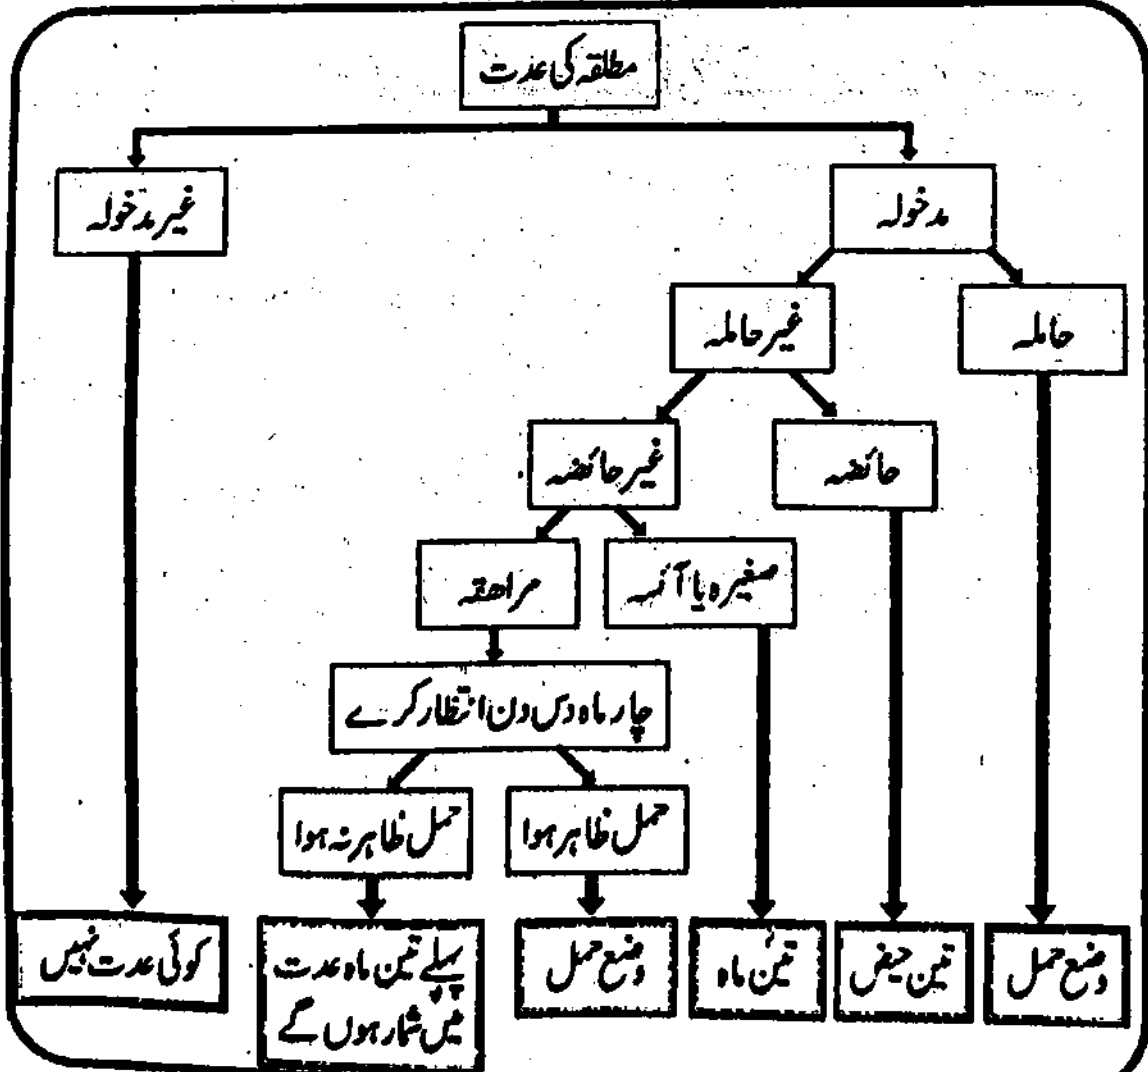 مطلقہ کی عدت
مدخولہ
غیر مدخولہ
حاملہ
غیر حاملہ
حائضہ
غیر حائضہ
صغیرہ یا آئسہ
مراھقہ
چار ماہ دس دن انتظار کرے
حمل ظاہر ہوا
حمل ظاہر نہ ہوا
وضع حمل
تین حیض
تین ماہ
وضع حمل
پہلے تین ماہ عدت
میں شمار ہوں گے
کوئی عدت نہیں